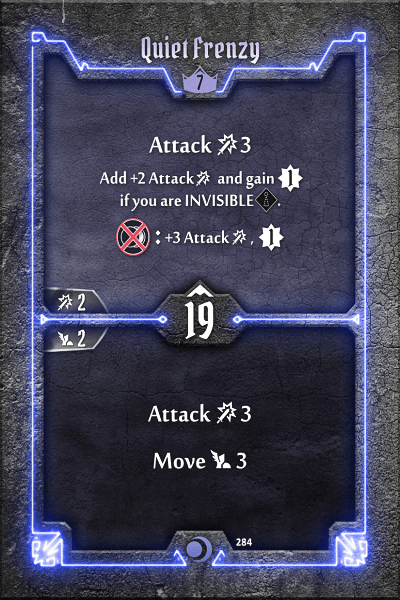 Quiet Frenzy
7
Attack 3
Add +2 Attack and gain 1
if you are INVISIBLE .
: +3 Attack , 1
2
19
2
Attack 3
Move 3
284